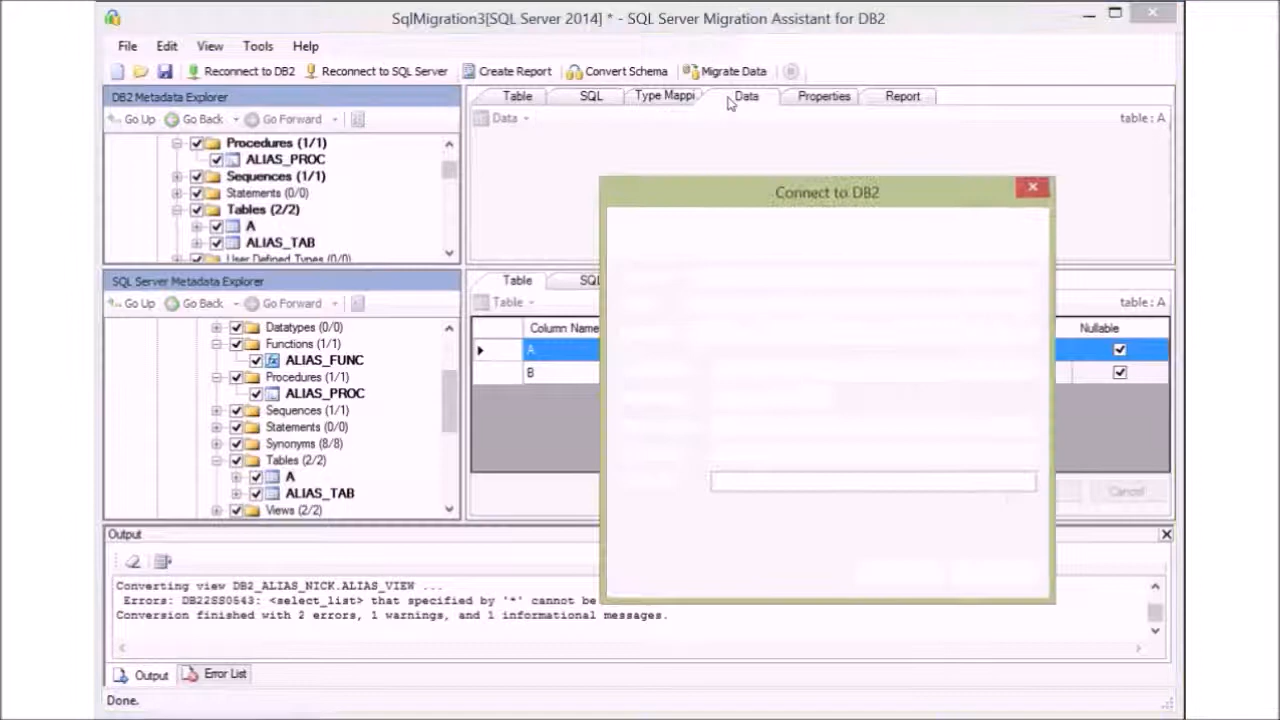 SqlMigration3[SQL Server 2014] * - SQL Server Migration Assistant for DB2
File Edit View Tools Help
Reconnect to DB2 Reconnect to SQL Server Create Report Convert Schema Migrate Data
DB2 Metadata Explorer
Go Up Go Back Go Forward
Procedures (1/1)
ALIAS_PROC
Sequences (1/1)
Statements (0/0)
Tables (2/2)
A
ALIAS_TAB
User Defined Types (0/0)
Table SQL Type Mappi Data Properties Report
Data table : A
Connect to DB2
SQL Server Metadata Explorer
Go Up Go Back Go Forward
Datatypes (0/0)
Functions (1/1)
ALIAS_FUNC
Procedures (1/1)
ALIAS_PROC
Sequences (1/1)
Statements (0/0)
Synonyms (8/8)
Tables (2/2)
A
ALIAS_TAB
Views (2/2)
Table SQL
Table table : A
Column Name Nullable
A
B
Cancel
Output
Converting view DB2_ALIAS_NICK.ALIAS_VIEW ...
Errors: DB22SS0543: <select_list> that specified by '*' cannot be
Conversion finished with 2 errors, 1 warnings, and 1 informational messages.
Output Error List
Done.